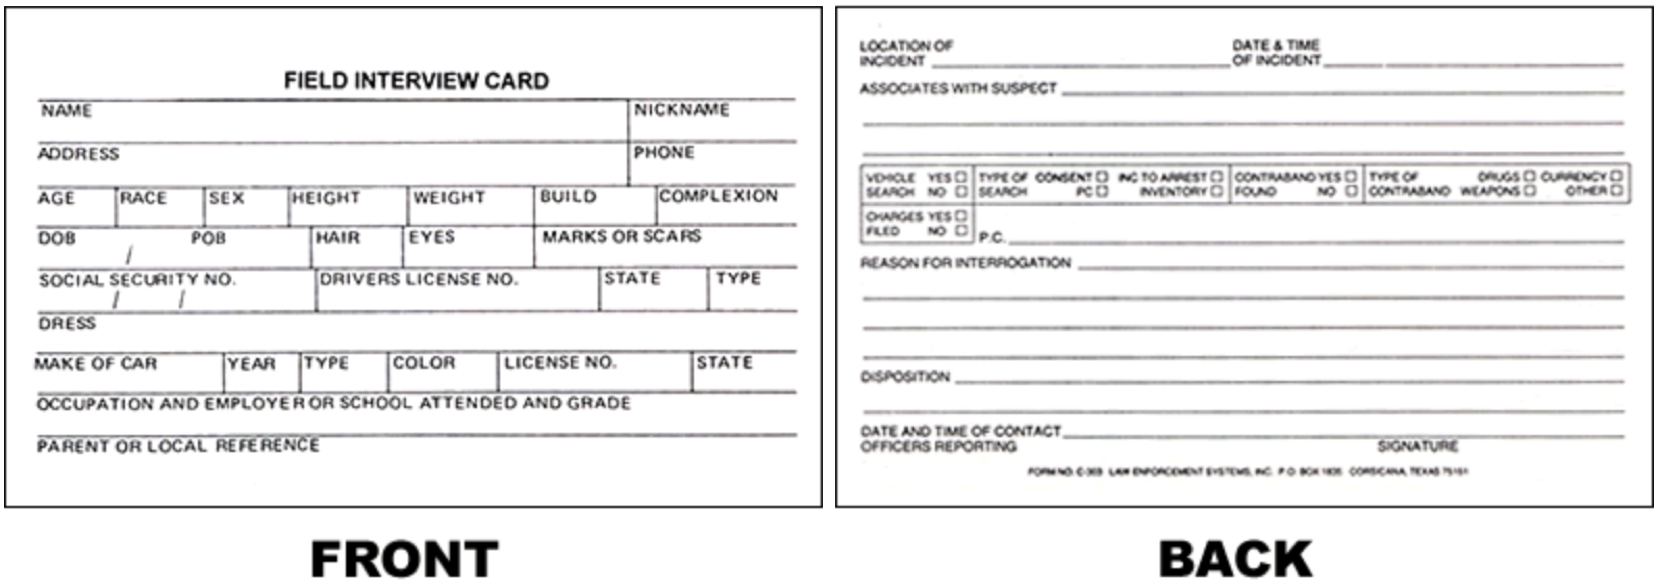 FIELD INTERVIEW CARD
NAME NICKNAME
ADDRESS PHONE
AGE RACE SEX HEIGHT WEIGHT BUILD COMPLEXION
DOB / POB HAIR EYES MARKS OR SCARS
SOCIAL SECURITY NO. DRIVERS LICENSE NO. STATE TYPE
/ /
DRESS
MAKE OF CAR YEAR TYPE COLOR LICENSE NO. STATE
OCCUPATION AND EMPLOYER OR SCHOOL ATTENDED AND GRADE
PARENT OR LOCAL REFERENCE
FRONT
LOCATION OF DATE & TIME
INCIDENT OF INCIDENT
ASSOCIATES WITH SUSPECT
VEHICLE YES ☐ TYPE OF CONSENT ☐ INC TO ARREST ☐ CONTRABAND YES ☐ TYPE OF DRUGS ☐ CURRENCY ☐
SEARCH NO ☐ SEARCH PC ☐ INVENTORY ☐ FOUND NO ☐ CONTRABAND WEAPONS ☐ OTHER ☐
CHARGES YES ☐
FILED NO ☐ P.C.
REASON FOR INTERROGATION
DISPOSITION
DATE AND TIME OF CONTACT
OFFICERS REPORTING SIGNATURE
FORM NO. C-303 LAW ENFORCEMENT SYSTEMS, INC. P.O. BOX 1835 CORSICANA, TEXAS 75151
BACK